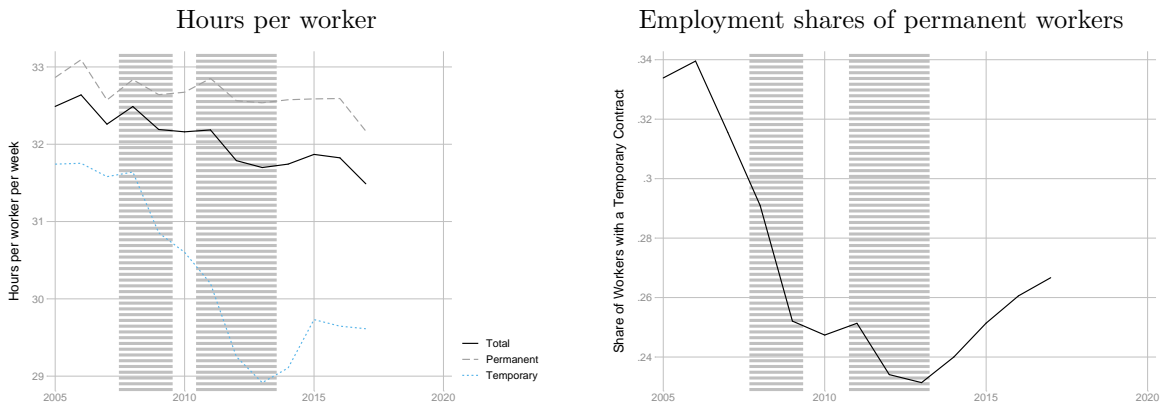 Hours per worker
Hours per worker per week
33
32
31
30
29
2005
2010
2015
2020
Total
Permanent
Temporary
Employment shares of permanent workers
Share of Workers with a Temporary Contract
.34
.32
.3
.28
.26
.24
2005
2010
2015
2020